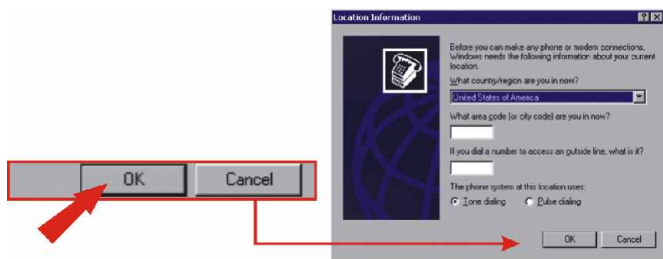 Location Information
Before you can make any phone or modem connections,
Windows needs the following information about your current
location.
What country/region are you in now?
United States of America
What area code (or city code) are you in now?
If you dial a number to access an outside line, what is it?
The phone system at this location uses:
Tone dialing Pulse dialing
OK Cancel
OK Cancel